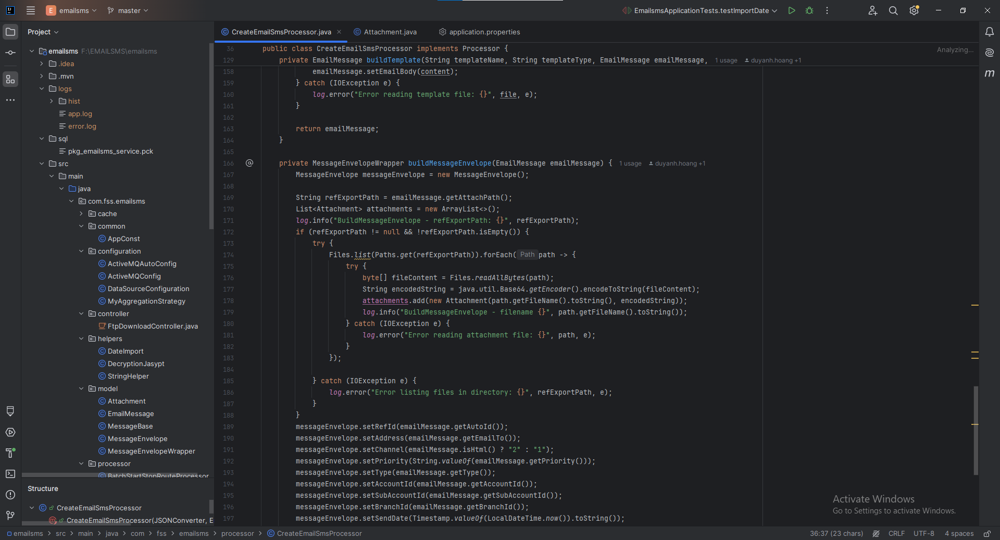 E emailsms master EmailsmsApplicationTests.testImportDate
Project
CreateEmailSmsProcessor.java
Attachment.java
application.properties
emailsms F:\EMAILSMS\emailsms
.idea
.mvn
logs
hist
app.log
error.log
sql
pkg_emailsms_service.pck
src
main
java
com.fss.emailsms
cache
common
AppConst
configuration
ActiveMQAutoConfig
ActiveMQConfig
DataSourceConfiguration
MyAggregationStrategy
controller
FtpDownloadController.java
helpers
DateImport
DecryptionJasypt
StringHelper
model
Attachment
EmailMessage
MessageBase
MessageEnvelope
MessageEnvelopeWrapper
processor
BatchStartStopRouteProcessor
Structure
CreateEmailSmsProcessor
CreateEmailSmsProcessor(JSONConverter, E
Analyzing...
36 public class CreateEmailSmsProcessor implements Processor {
129 private EmailMessage buildTemplate(String templateName, String templateType, EmailMessage emailMessage, 1 usage duyanh.hoang +1
158 emailMessage.setEmailBody(content);
159 } catch (IOException e) {
160 log.error("Error reading template file: {}", file, e);
161 }
162
163 return emailMessage;
164 }
165
166 private MessageEnvelopeWrapper buildMessageEnvelope(EmailMessage emailMessage) { 1 usage duyanh.hoang +1
167 MessageEnvelope messageEnvelope = new MessageEnvelope();
168
169 String refExportPath = emailMessage.getAttachPath();
170 List<Attachment> attachments = new ArrayList<>();
171 log.info("BuildMessageEnvelope - refExportPath: {}", refExportPath);
172 if (refExportPath != null && !refExportPath.isEmpty()) {
173 try {
174 Files.list(Paths.get(refExportPath)).forEach( Path path -> {
175 try {
176 byte[] fileContent = Files.readAllBytes(path);
177 String encodedString = java.util.Base64.getEncoder().encodeToString(fileContent);
178 attachments.add(new Attachment(path.getFileName().toString(), encodedString));
179 log.info("BuildMessageEnvelope - filename {}", path.getFileName().toString());
180 } catch (IOException e) {
181 log.error("Error reading attachment file: {}", path, e);
182 }
183 });
184
185 } catch (IOException e) {
186 log.error("Error listing files in directory: {}", refExportPath, e);
187 }
188 }
189 messageEnvelope.setRefId(emailMessage.getAutoId());
190 messageEnvelope.setAddress(emailMessage.getEmailTo());
191 messageEnvelope.setChannel(emailMessage.isHtml() ? "2" : "1");
192 messageEnvelope.setPriority(String.valueOf(emailMessage.getPriority()));
193 messageEnvelope.setType(emailMessage.getType());
194 messageEnvelope.setAccountId(emailMessage.getAccountId());
195 messageEnvelope.setSubAccountId(emailMessage.getSubAccountId());
196 messageEnvelope.setBranchId(emailMessage.getBranchId());
197 messageEnvelope.setSendDate(Timestamp.valueOf(LocalDateTime.now()).toString());
Activate Windows
Go to Settings to activate Windows.
emailsms > src > main > java > com > fss > emailsms > processor > CreateEmailSmsProcessor
36:37 (23 chars) CRLF UTF-8 4 spaces